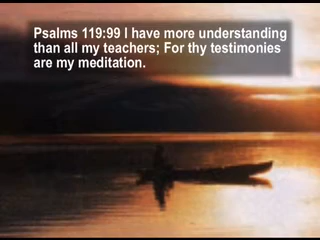 Psalms 119:99 I have more understanding
than all my teachers; For thy testimonies
are my meditation.